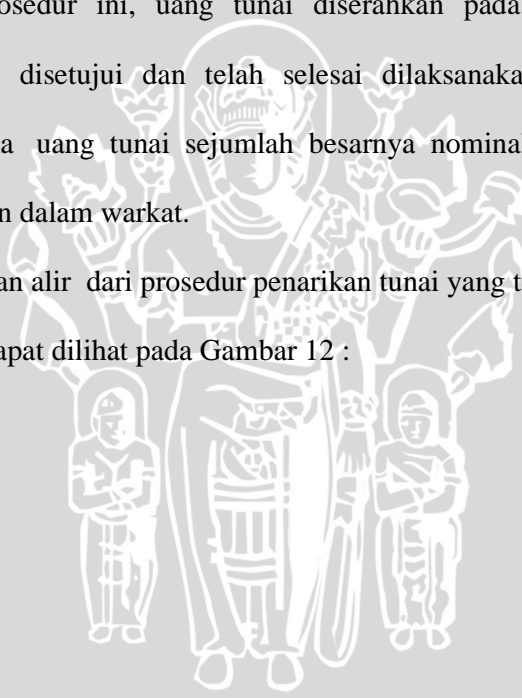 osedur ini, uang tunai diserahkan pada
disetujui dan telah selesai dilaksanaka
a uang tunai sejumlah besarnya nominal
n dalam warkat.
an alir dari prosedur penarikan tunai yang t
apat dilihat pada Gambar 12 :